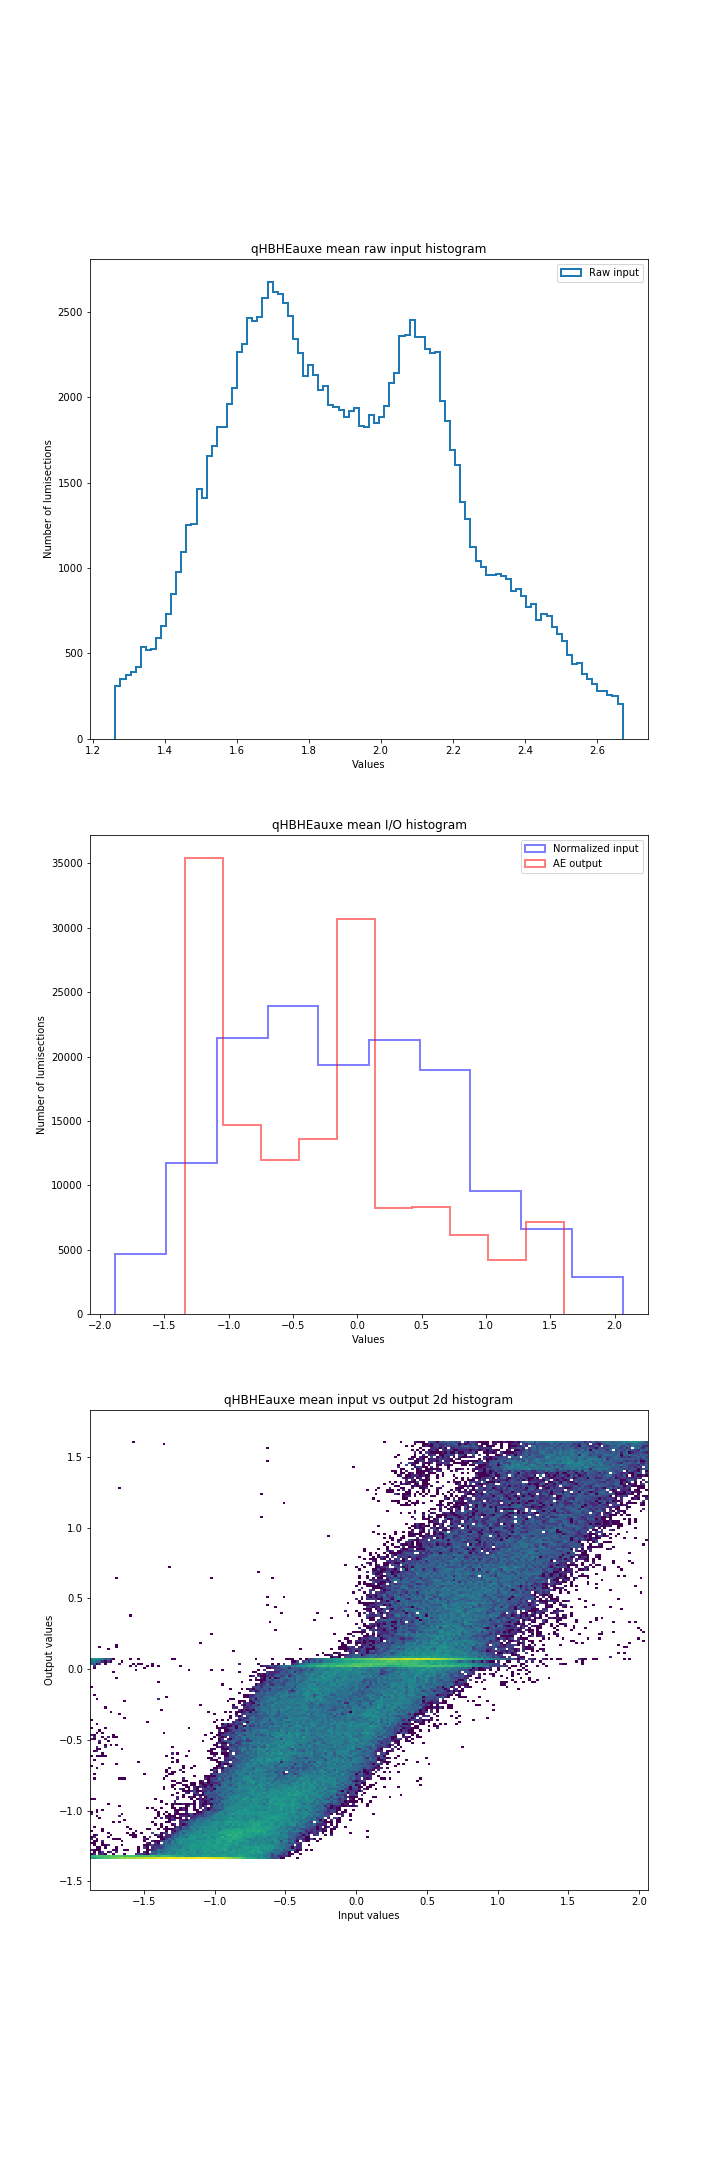 qHBHEauxe mean raw input histogram
Raw input
2500
2000
1500
1000
500
0
Number of lumisections
1.2 1.4 1.6 1.8 2.0 2.2 2.4 2.6
Values
qHBHEauxe mean I/O histogram
Normalized input
AE output
35000
30000
25000
20000
15000
10000
5000
0
Number of lumisections
−2.0 −1.5 −1.0 −0.5 0.0 0.5 1.0 1.5 2.0
Values
qHBHEauxe mean input vs output 2d histogram
1.5
1.0
0.5
0.0
−0.5
−1.0
−1.5
Output values
−1.5 −1.0 −0.5 0.0 0.5 1.0 1.5 2.0
Input values